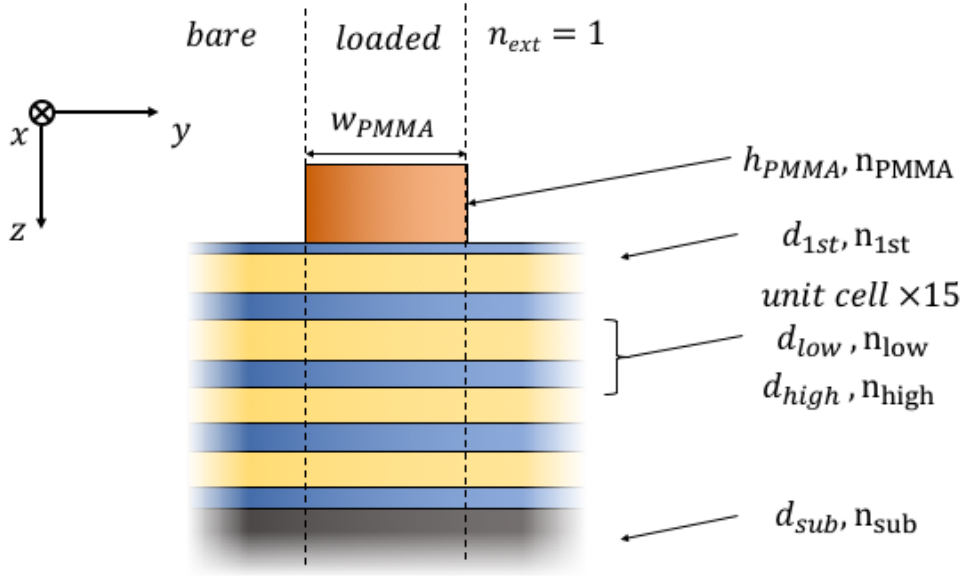 bare
loaded
n_ext = 1
x
y
z
w_PMMA
h_PMMA, n_PMMA
d_1st, n_1st
unit cell ×15
d_low , n_low
d_high , n_high
d_sub, n_sub